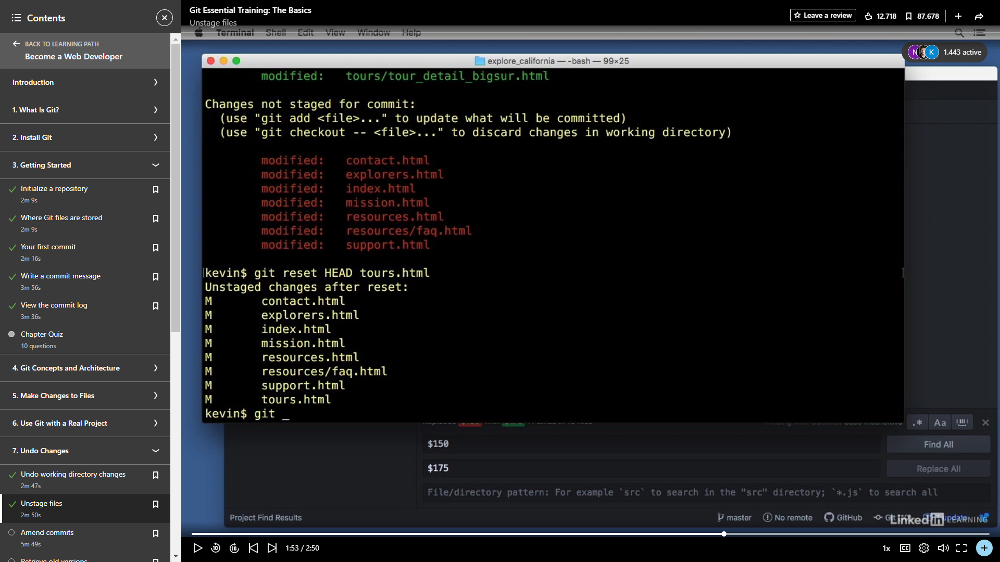 Contents
BACK TO LEARNING PATH
Become a Web Developer
Introduction
1. What Is Git?
2. Install Git
3. Getting Started
Initialize a repository
2m 9s
Where Git files are stored
2m 9s
Your first commit
2m 16s
Write a commit message
3m 56s
View the commit log
3m 36s
Chapter Quiz
10 questions
4. Git Concepts and Architecture
5. Make Changes to Files
6. Use Git with a Real Project
7. Undo Changes
Undo working directory changes
2m 47s
Unstage files
2m 50s
Amend commits
5m 49s
Retrieve old versions
Git Essential Training: The Basics
Unstage files
Leave a review
12,718
87,678
Terminal Shell Edit View Window Help
N K 1,443 active
explore_california — -bash — 99×25
modified: tours/tour_detail_bigsur.html
Changes not staged for commit:
(use "git add <file>..." to update what will be committed)
(use "git checkout -- <file>..." to discard changes in working directory)
modified: contact.html
modified: explorers.html
modified: index.html
modified: mission.html
modified: resources.html
modified: resources/faq.html
modified: support.html
[kevin$ git reset HEAD tours.html ]
Unstaged changes after reset:
M contact.html
M explorers.html
M index.html
M mission.html
M resources.html
M resources/faq.html
M support.html
M tours.html
kevin$ git _
.* Aa
$150
Find All
$175
Replace All
File/directory pattern: For example `src` to search in the "src" directory; `*.js` to search all
Project Find Results
master No remote GitHub Git
LinkedIn LEARNING
10 10 1:53 / 2:50
1x CC